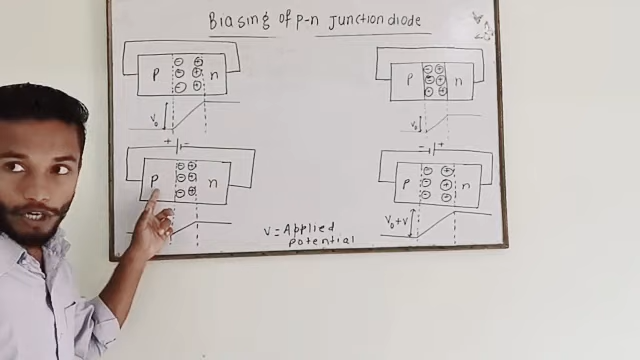 Biasing of p-n junction diode
P ⊖ ⊕ n
⊖ ⊕
⊖ ⊕
V₀
P ⊖ ⊕ n
⊖ ⊕
⊖ ⊕
V₀
+ -
P ⊖ ⊕ n
⊖ ⊕
⊖ ⊕
- +
P ⊖ ⊕ n
⊖ ⊕
⊖ ⊕
V₀+V
V = Applied
potential